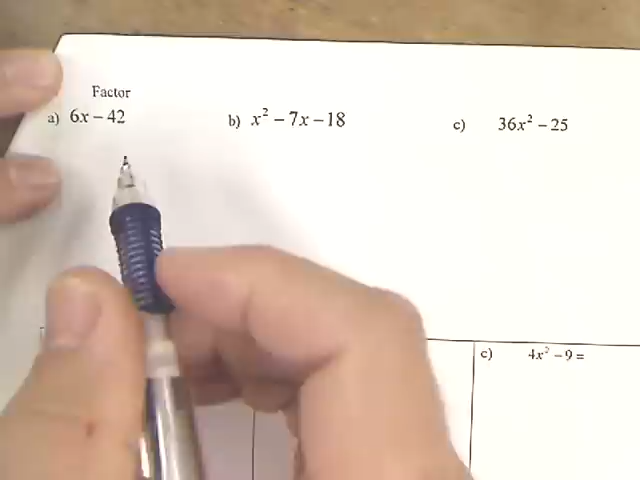 Factor
a) 6x − 42
b) x² − 7x − 18
c) 36x² − 25
c) 4x² − 9 =